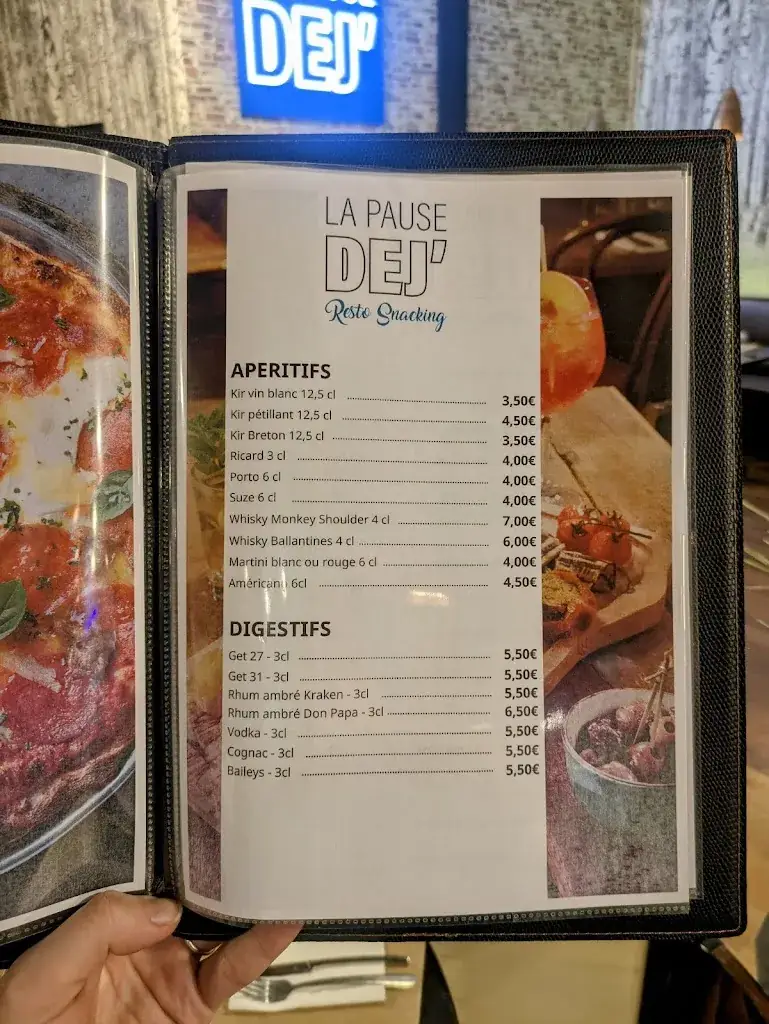 DEJ'
LA PAUSE
DEJ'
Resto Snacking
APERITIFS
Kir vin blanc 12,5 cl ........ 3,50€
Kir pétillant 12,5 cl ........ 4,50€
Kir Breton 12,5 cl ........ 3,50€
Ricard 3 cl ........ 4,00€
Porto 6 cl ........ 4,00€
Suze 6 cl ........ 4,00€
Whisky Monkey Shoulder 4 cl ........ 7,00€
Whisky Ballantines 4 cl ........ 6,00€
Martini blanc ou rouge 6 cl ........ 4,00€
Américano 6cl ........ 4,50€
DIGESTIFS
Get 27 - 3cl ........ 5,50€
Get 31 - 3cl ........ 5,50€
Rhum ambré Kraken - 3cl ........ 5,50€
Rhum ambré Don Papa - 3cl ........ 6,50€
Vodka - 3cl ........ 5,50€
Cognac - 3cl ........ 5,50€
Baileys - 3cl ........ 5,50€